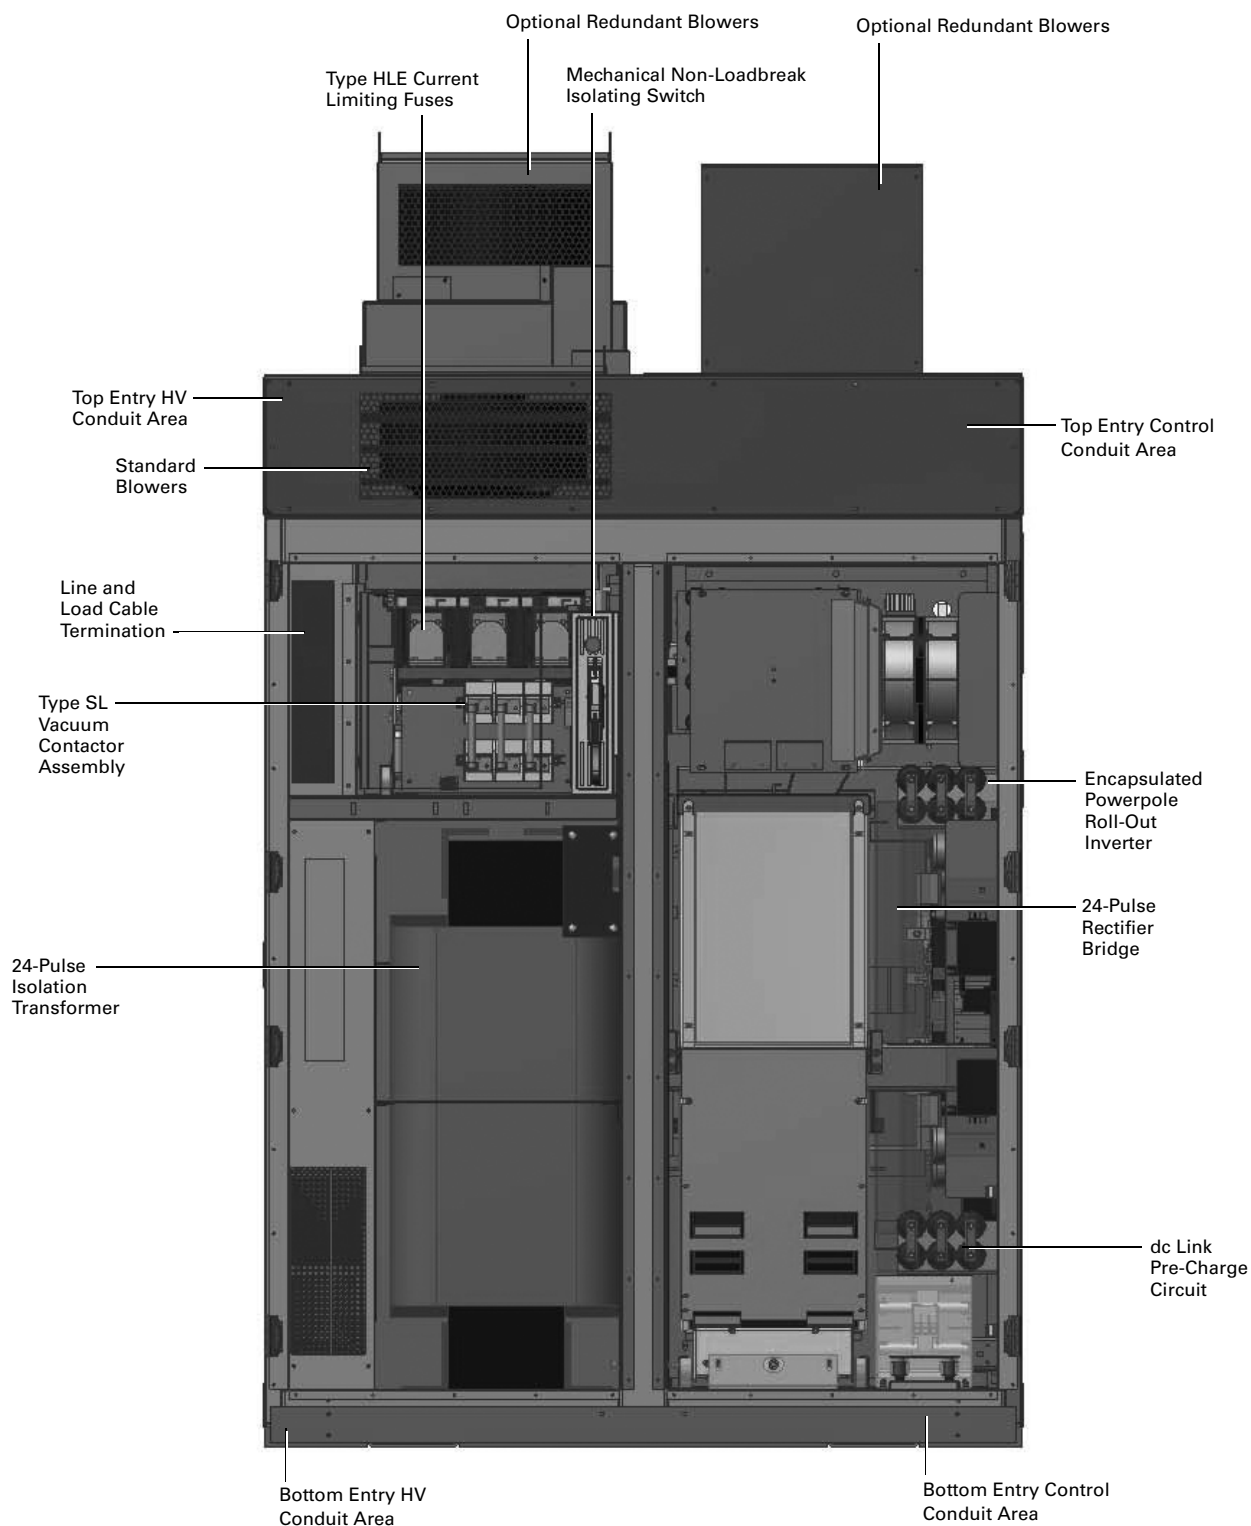 Optional Redundant Blowers
Optional Redundant Blowers
Type HLE Current
Limiting Fuses
Mechanical Non-Loadbreak
Isolating Switch
Top Entry HV
Conduit Area
Top Entry Control
Conduit Area
Standard
Blowers
Line and
Load Cable
Termination
Type SL
Vacuum
Contactor
Assembly
Encapsulated
Powerpole
Roll-Out
Inverter
24-Pulse
Rectifier
Bridge
24-Pulse
Isolation
Transformer
dc Link
Pre-Charge
Circuit
Bottom Entry HV
Conduit Area
Bottom Entry Control
Conduit Area